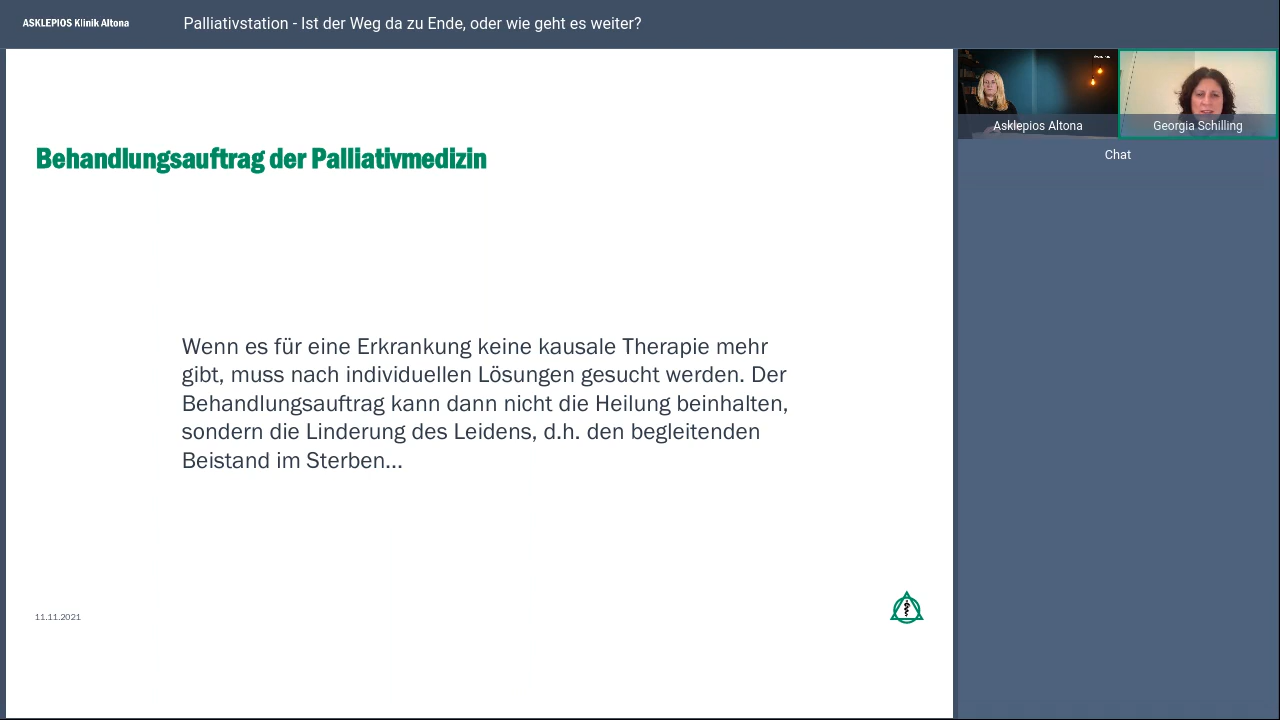 ASKLEPIOS Klinik Altona
Palliativstation - Ist der Weg da zu Ende, oder wie geht es weiter?
Asklepios Altona
Georgia Schilling
Chat
Behandlungsauftrag der Palliativmedizin
Wenn es für eine Erkrankung keine kausale Therapie mehr
gibt, muss nach individuellen Lösungen gesucht werden. Der
Behandlungsauftrag kann dann nicht die Heilung beinhalten,
sondern die Linderung des Leidens, d.h. den begleitenden
Beistand im Sterben...
11.11.2021